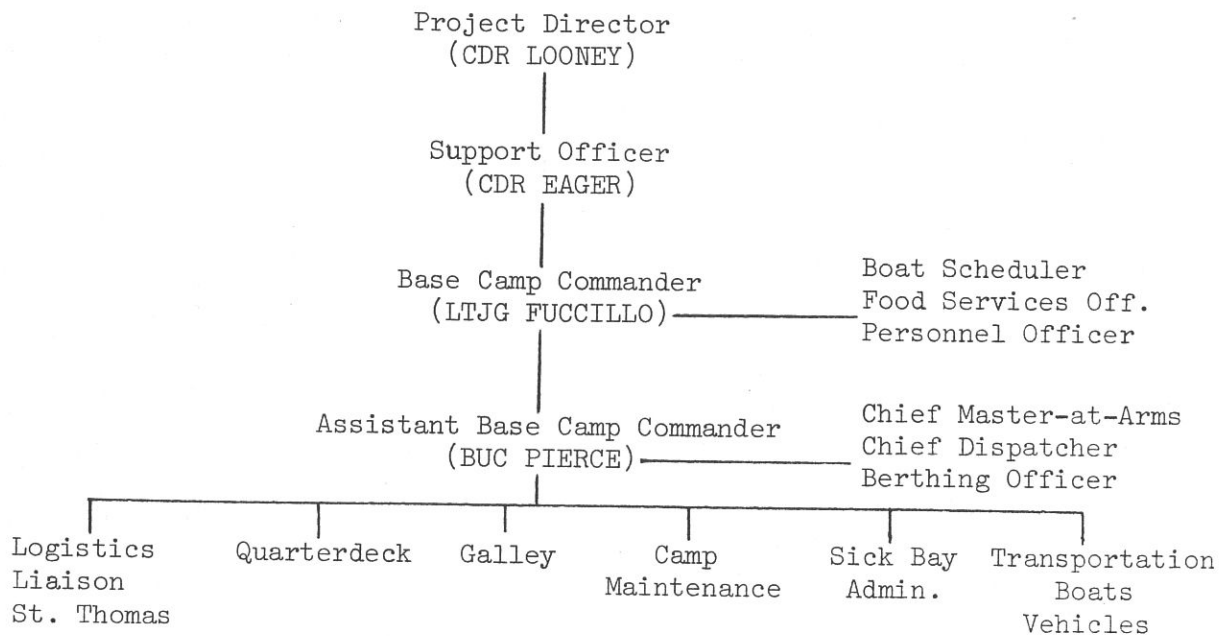 Project Director
(CDR LOONEY)
Support Officer
(CDR EAGER)
Base Camp Commander
(LTJG FUCCILLO)
Boat Scheduler
Food Services Off.
Personnel Officer
Assistant Base Camp Commander
(BUC PIERCE)
Chief Master-at-Arms
Chief Dispatcher
Berthing Officer
Logistics
Liaison
St. Thomas
Quarterdeck
Galley
Camp
Maintenance
Sick Bay
Admin.
Transportation
Boats
Vehicles